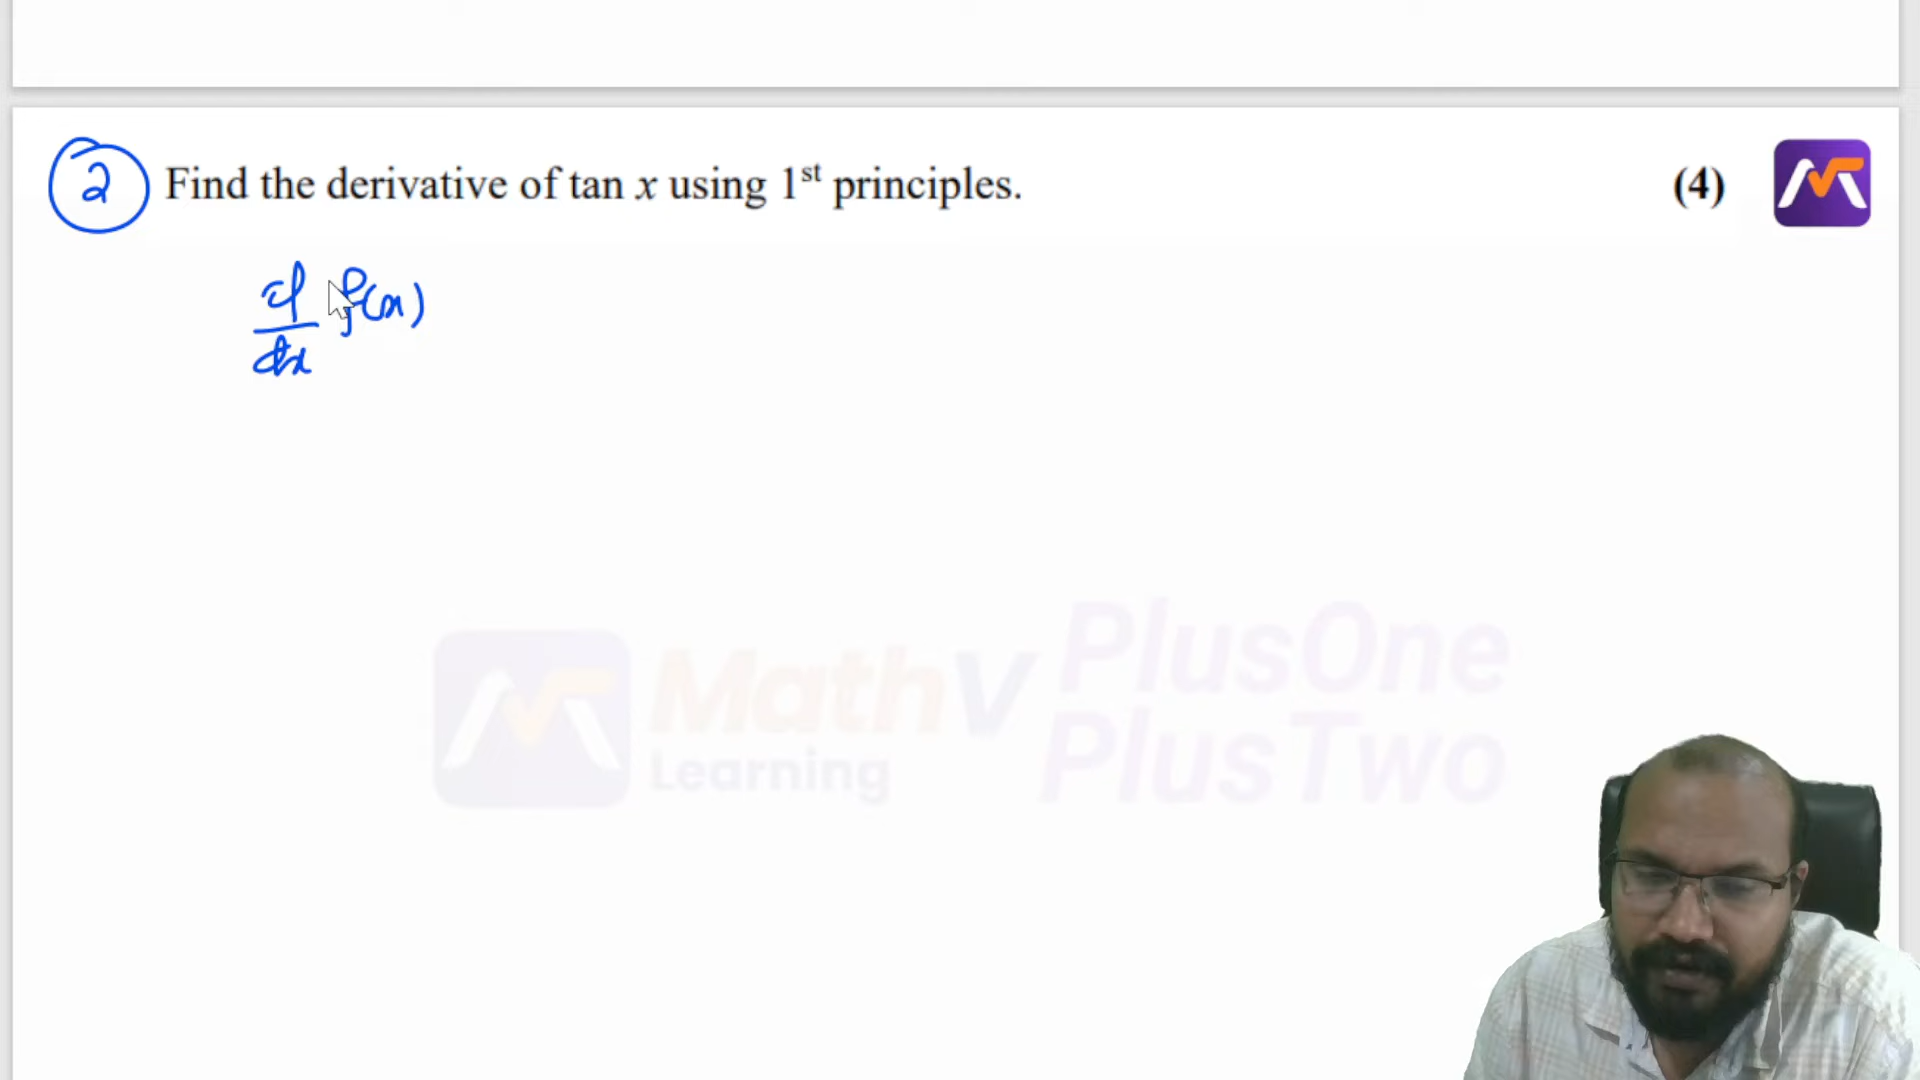 2 Find the derivative of tan x using 1st principles. (4)
d/dx f(x)
MathV PlusOne
Learning PlusTwo